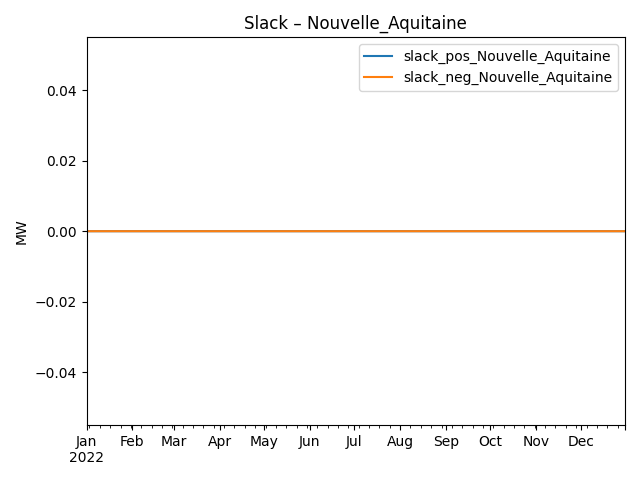 Slack – Nouvelle_Aquitaine
slack_pos_Nouvelle_Aquitaine
slack_neg_Nouvelle_Aquitaine
0.04
0.02
0.00
−0.02
−0.04
MW
Jan Feb Mar Apr May Jun Jul Aug Sep Oct Nov Dec
2022